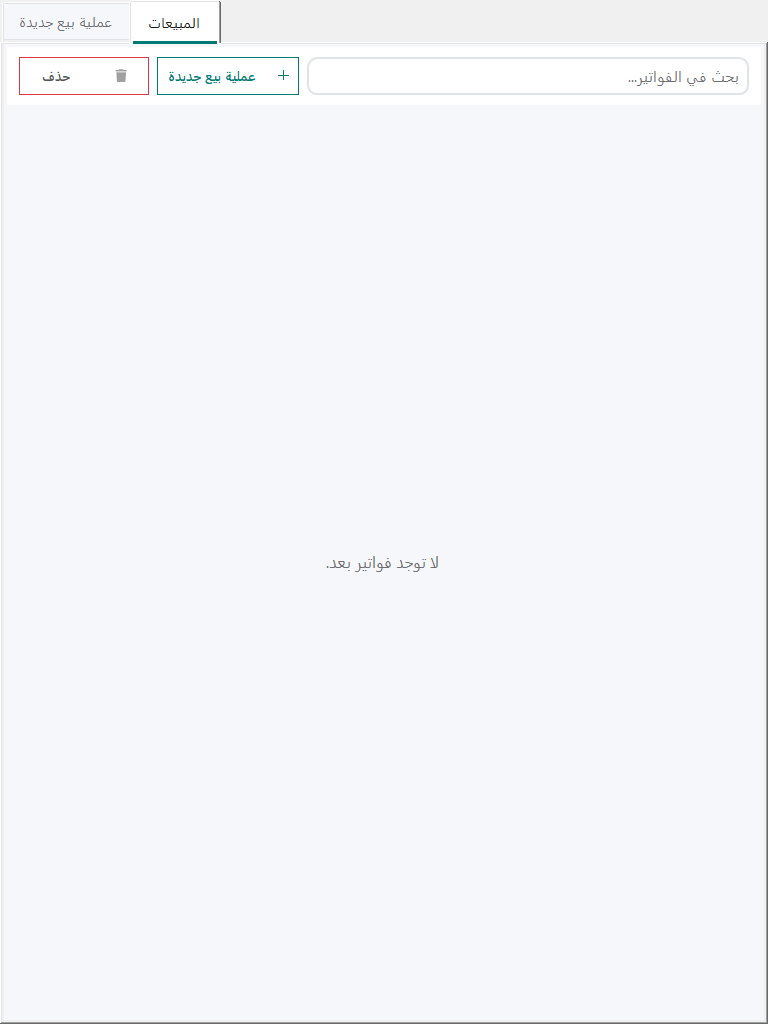 المبيعات
عملية بيع جديدة
بحث في الفواتير...
عملية بيع جديدة
حذف
لا توجد فواتير بعد.